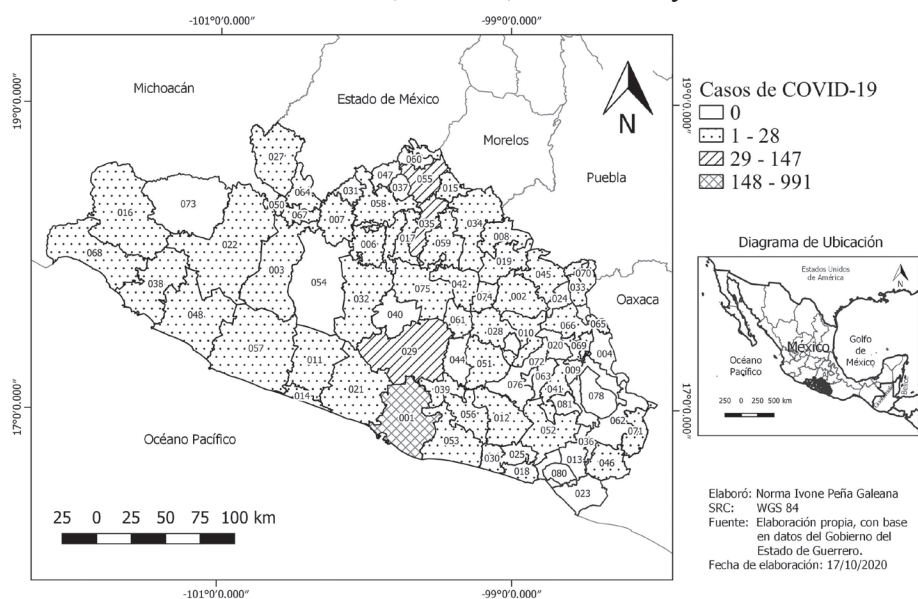 -101°0'0.000"
-99°0'0.000"
19°0'0.000"
19°0'0.000"
17°0'0.000"
17°0'0.000"
-101°0'0.000"
-99°0'0.000"
Michoacán
Estado de México
Morelos
Puebla
Oaxaca
Océano Pacífico
N
060
027
047
055
037
015
031
064
050
067
058
016
073
007
035
034
022
017
059
008
006
068
019
003
045
070
038
054
075
042
033
032
074
002
024
048
040
061
066
065
028
010
057
029
020
069
004
011
044
051
072
009
063
014
021
039
076
041
078
001
081
056
012
062
053
052
071
036
030
025
013
046
018
080
023
25 0 25 50 75 100 km
Casos de COVID-19
0
1 - 28
29 - 147
148 - 991
Diagrama de Ubicación
Estados Unidos
de América
N
México
Golfo
de
México
Océano
Pacífico
Guatemala
Belice
250 0 250 500 km
Elaboró: Norma Ivone Peña Galeana
SRC: WGS 84
Fuente: Elaboración propia, con base
en datos del Gobierno del
Estado de Guerrero.
Fecha de elaboración: 17/10/2020